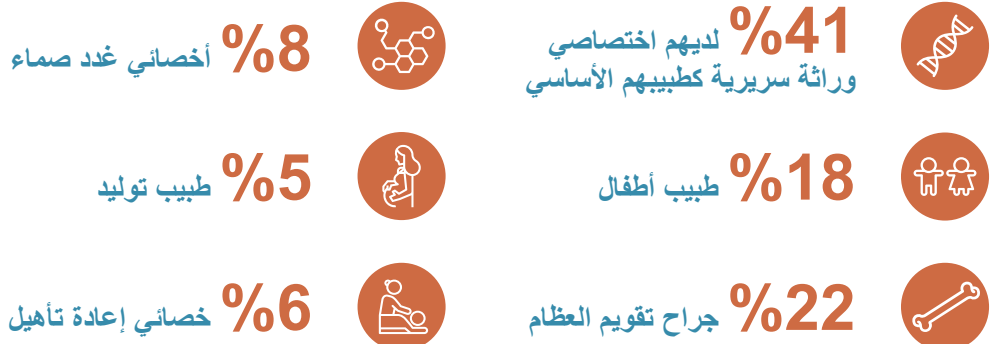 %41 لديهم اختصاصي
وراثة سريرية كطبيبهم الأساسي
%8 أخصائي غدد صماء
%18 طبيب أطفال
%5 طبيب توليد
%22 جراح تقويم العظام
%6 خصائي إعادة تأهيل